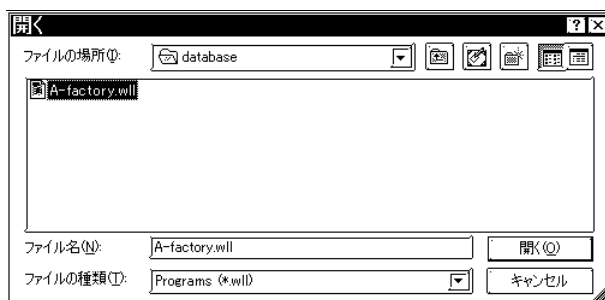 開く
ファイルの場所(I): database
A-factory.wll
ファイル名(N): A-factory.wll 開く(O)
ファイルの種類(T): Programs (*.wll) キャンセル